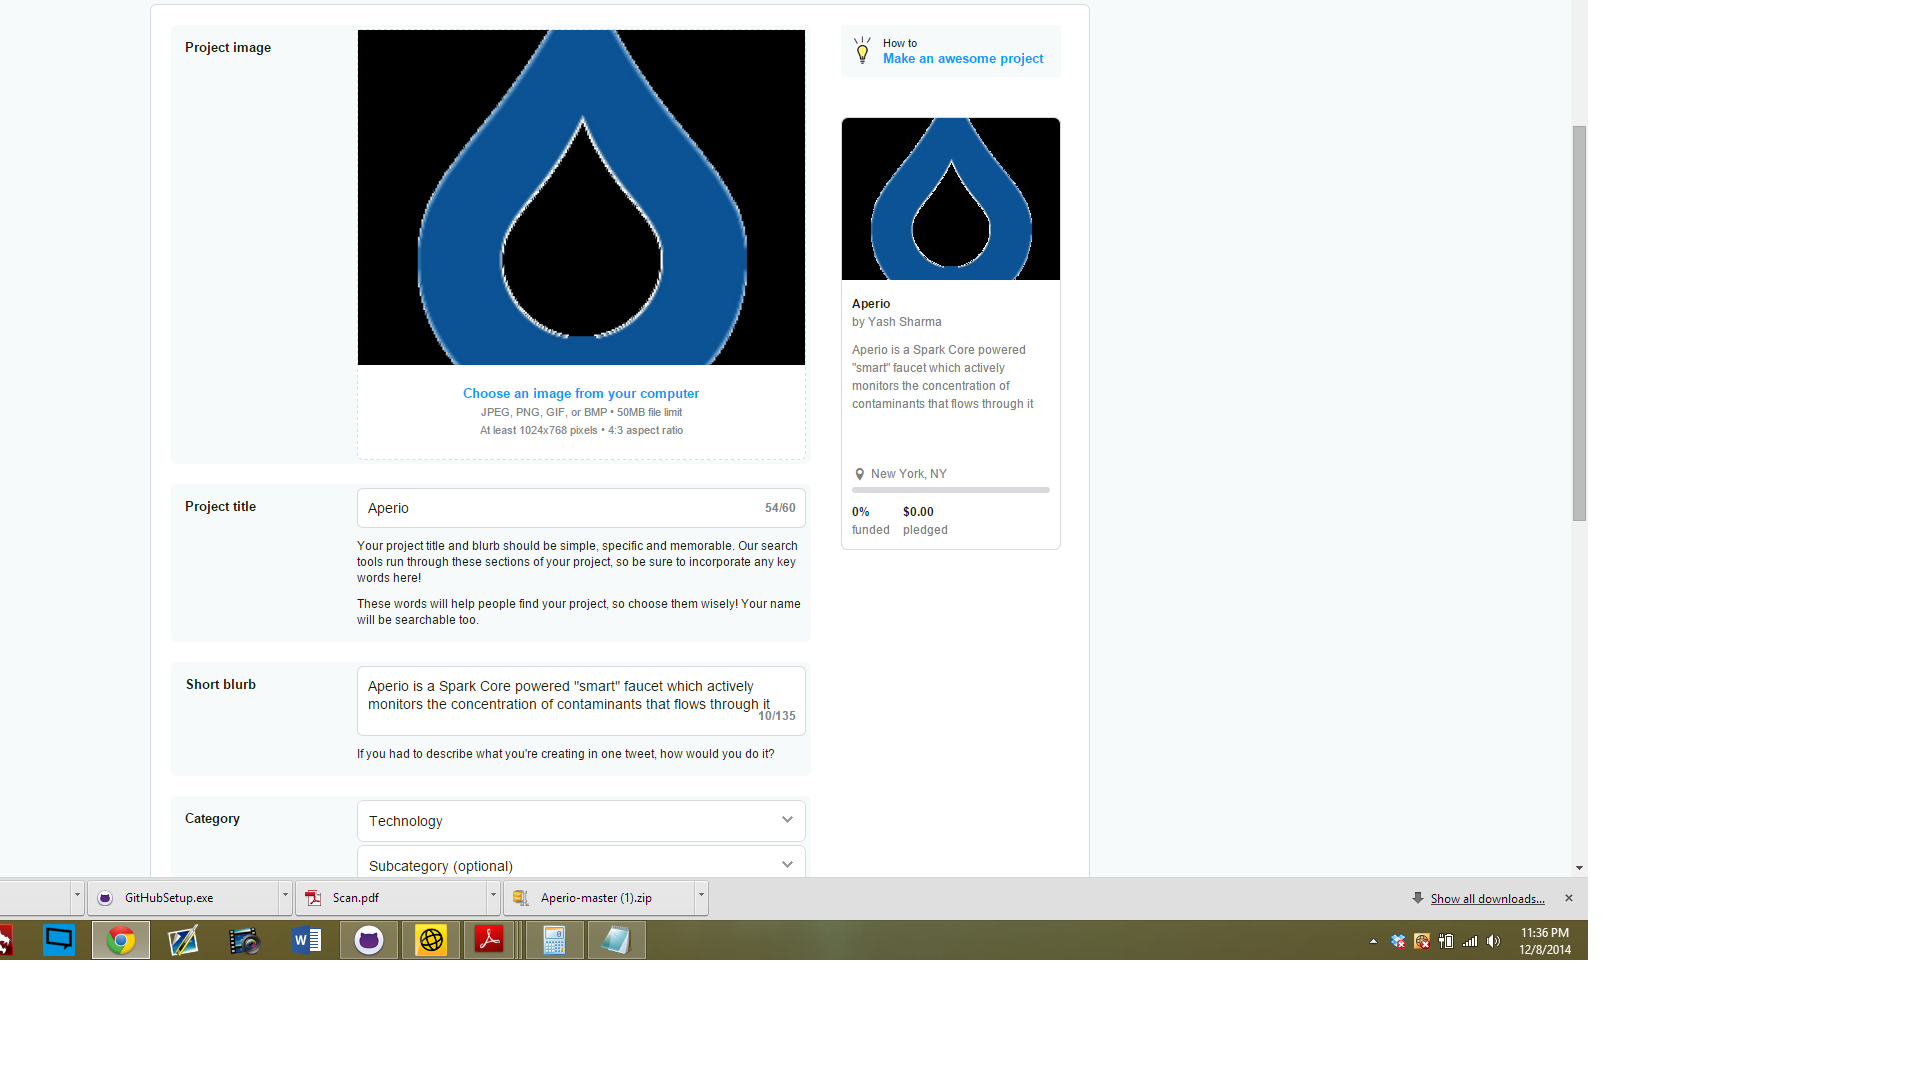 Project image
Choose an image from your computer
JPEG, PNG, GIF, or BMP • 50MB file limit
At least 1024x768 pixels • 4:3 aspect ratio
How to
Make an awesome project
Aperio
by Yash Sharma
Aperio is a Spark Core powered
"smart" faucet which actively
monitors the concentration of
contaminants that flows through it
New York, NY
0% $0.00
funded pledged
Project title
Aperio 54/60
Your project title and blurb should be simple, specific and memorable. Our search
tools run through these sections of your project, so be sure to incorporate any key
words here!
These words will help people find your project, so choose them wisely! Your name
will be searchable too.
Short blurb
Aperio is a Spark Core powered "smart" faucet which actively
monitors the concentration of contaminants that flows through it
10/135
If you had to describe what you're creating in one tweet, how would you do it?
Category
Technology
Subcategory (optional)
GitHubSetup.exe Scan.pdf Aperio-master (1).zip Show all downloads...
11:36 PM
12/8/2014